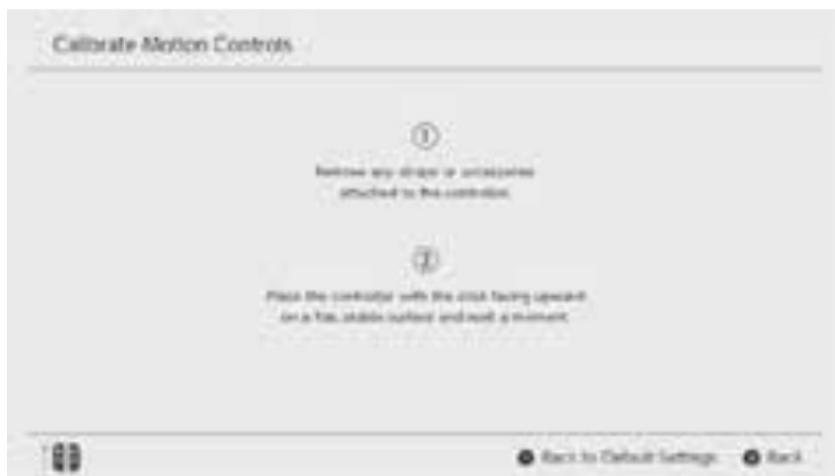 Calibrate Motion Controls
1
Remove any straps or accessories
attached to the controller.
2
Place the controller with the stick facing upward
on a flat, stable surface and wait a moment.
Back to Default Settings Back